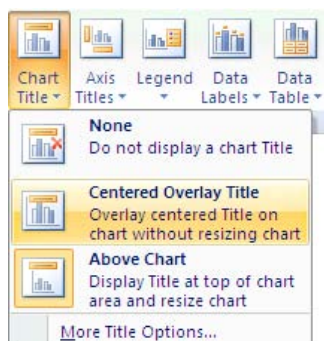 Chart Axis Legend Data Data
Title Titles Labels Table
None
Do not display a chart Title
Centered Overlay Title
Overlay centered Title on
chart without resizing chart
Above Chart
Display Title at top of chart
area and resize chart
More Title Options...